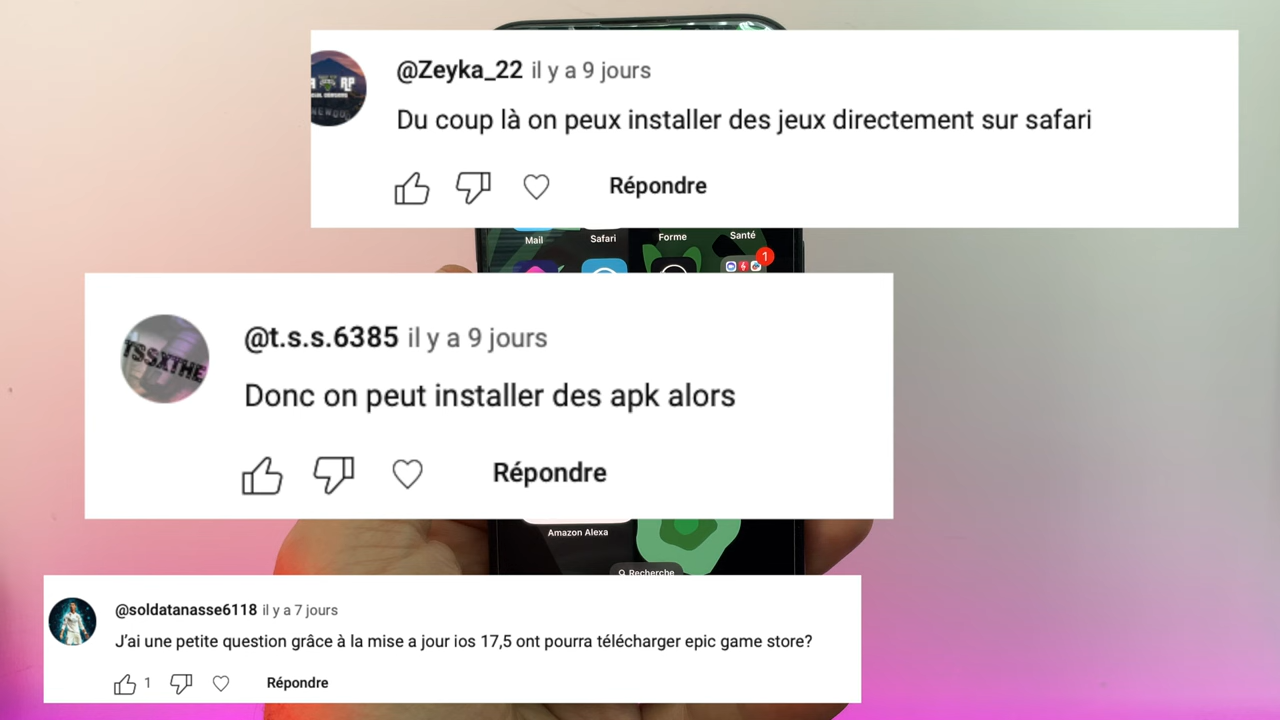 @Zeyka_22 il y a 9 jours
Du coup là on peux installer des jeux directement sur safari
Répondre
Mail Safari Forme Santé
1
@t.s.s.6385 il y a 9 jours
TSSXTHE
Donc on peut installer des apk alors
Répondre
Amazon Alexa
Recherche
@soldatanasse6118 il y a 7 jours
J'ai une petite question grâce à la mise a jour ios 17,5 ont pourra télécharger epic game store?
1
Répondre